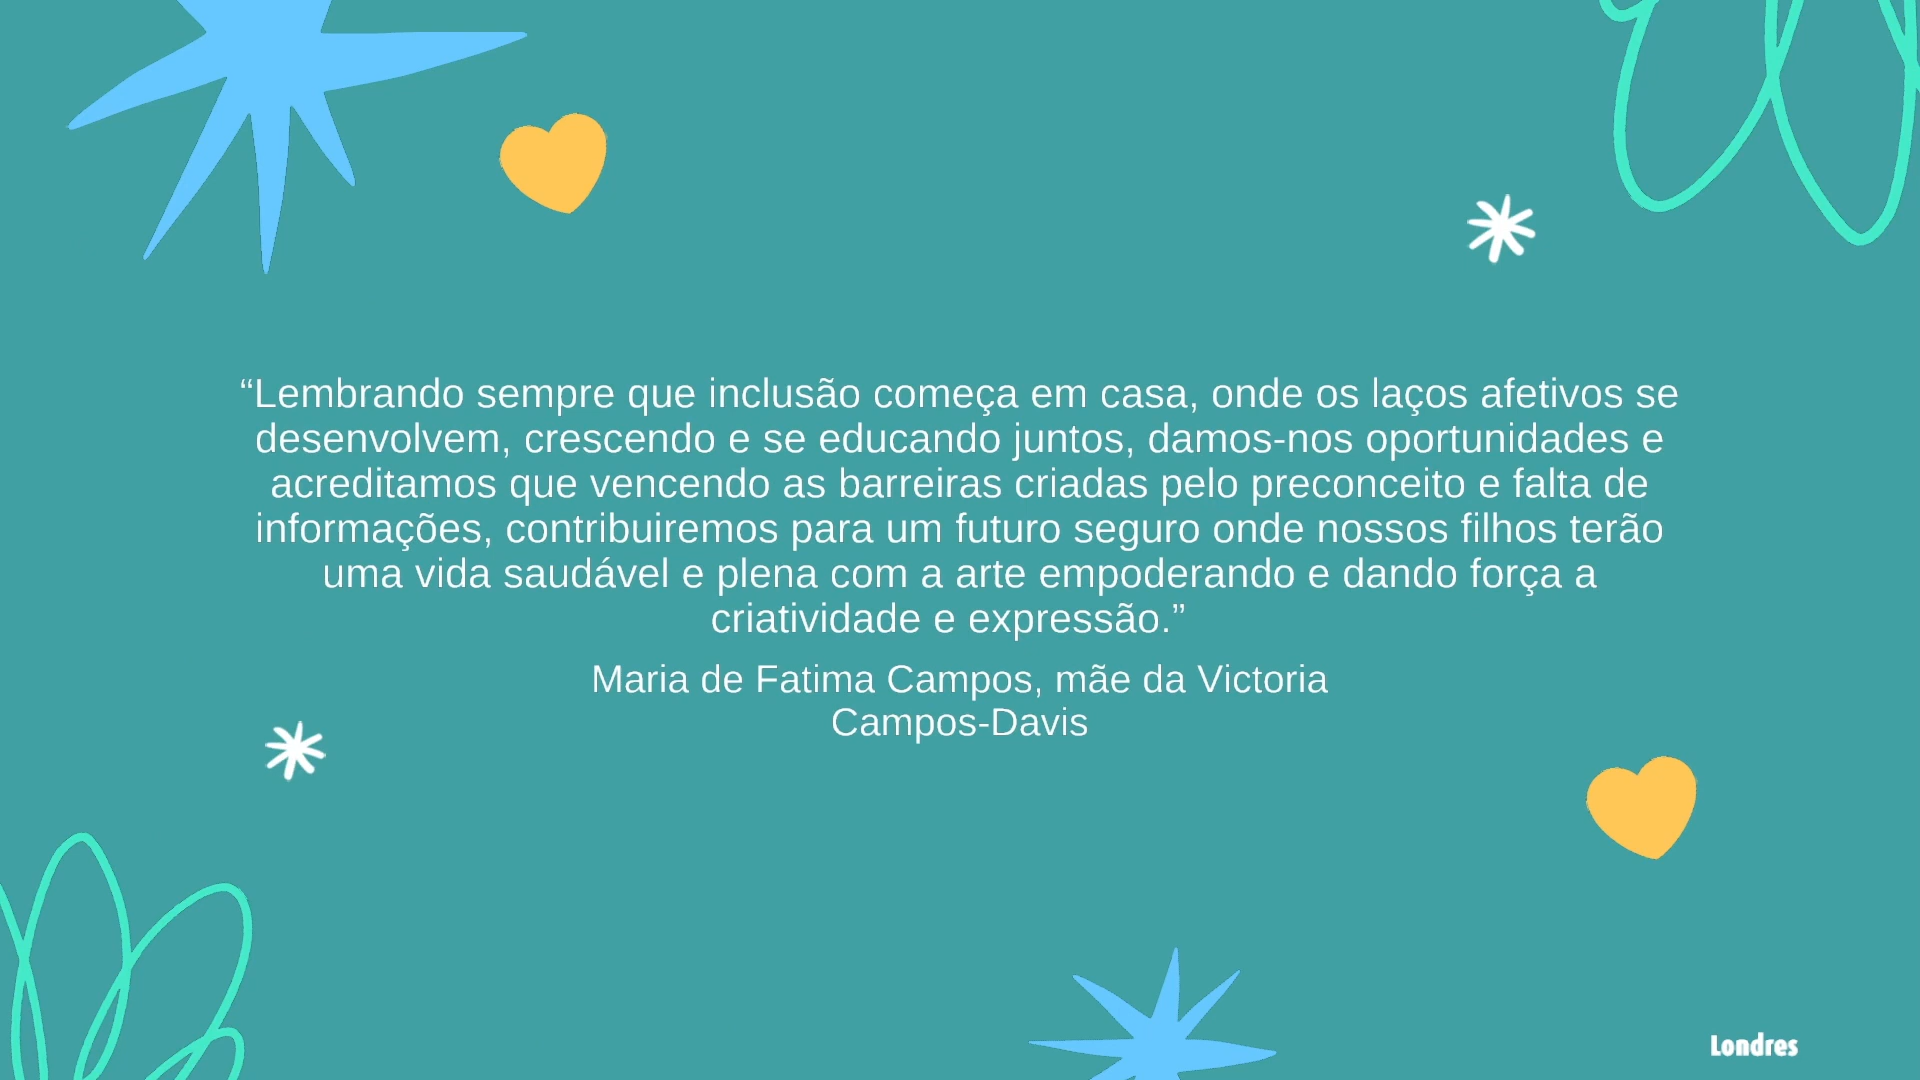 “Lembrando sempre que inclusão começa em casa, onde os laços afetivos se
desenvolvem, crescendo e se educando juntos, damos-nos oportunidades e
acreditamos que vencendo as barreiras criadas pelo preconceito e falta de
informações, contribuiremos para um futuro seguro onde nossos filhos terão
uma vida saudável e plena com a arte empoderando e dando força a
criatividade e expressão.”
Maria de Fatima Campos, mãe da Victoria
Campos-Davis
Londres